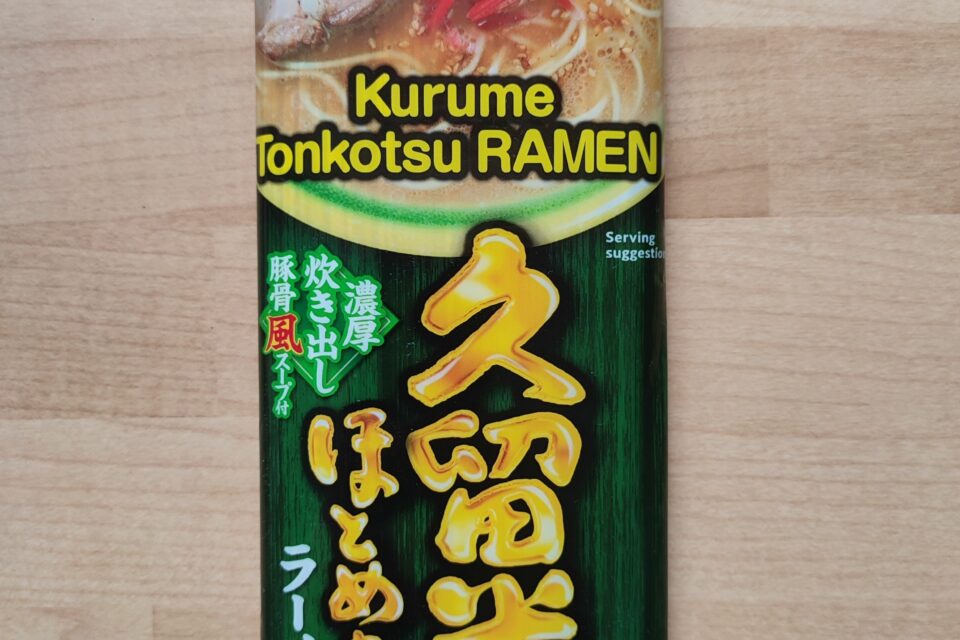 Kurume
Tonkotsu RAMEN
Serving
suggestion
久留米
濃厚
炊き出し
豚骨風スープ付
ほとめ
ラー